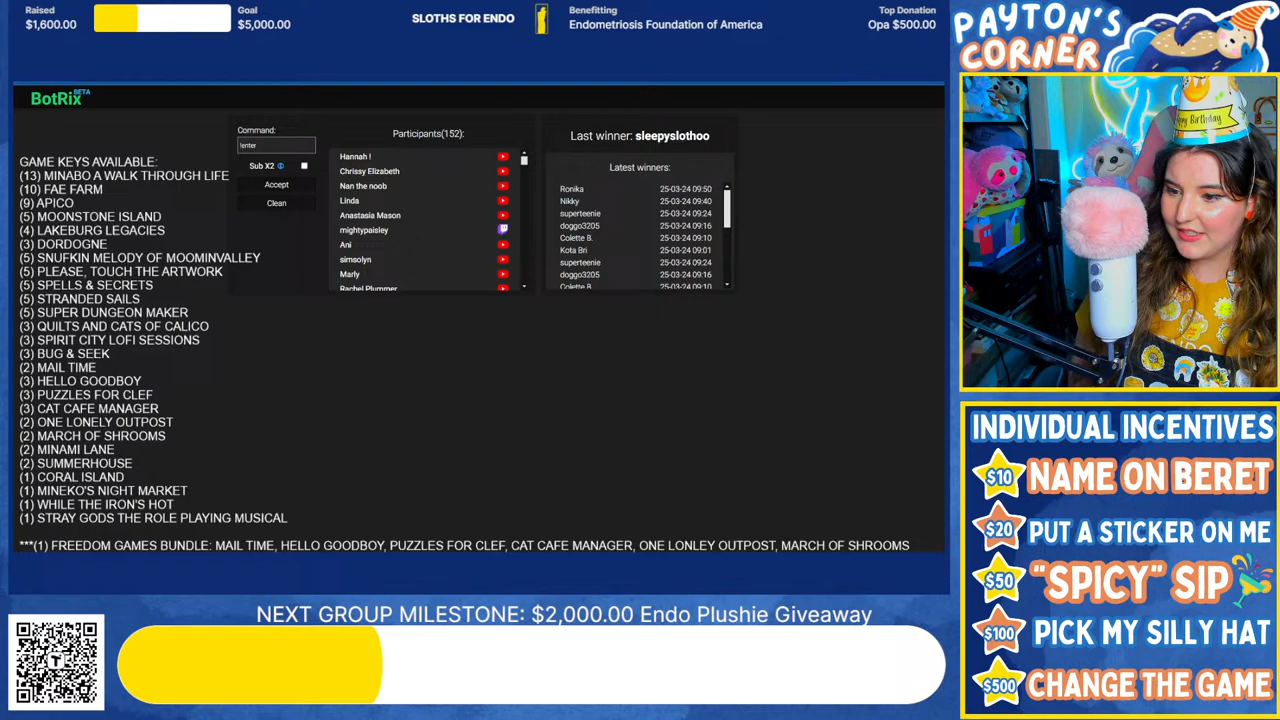 Raised
$1,600.00
Goal
$5,000.00
SLOTHS FOR ENDO
Benefitting
Endometriosis Foundation of America
Top Donation
Opa $500.00
PAYTON'S
CORNER
BotRix BETA
Command:
!enter
Sub X2
Accept
Clean
Participants(152):
Hannah !
Chrissy Elizabeth
Nan the noob
Linda
Anastasia Mason
mightypaisley
Ani
simsolyn
Marly
Rachel Plummer
Last winner: sleepyslothoo
Latest winners:
Ronika 25-03-24 09:50
Nikky 25-03-24 09:40
superteenie 25-03-24 09:24
doggo3205 25-03-24 09:16
Colette B. 25-03-24 09:10
Kota Bri 25-03-24 09:01
superteenie 25-03-24 09:24
doggo3205 25-03-24 09:16
Colette B. 25-03-24 09:10
GAME KEYS AVAILABLE:
(13) MINABO A WALK THROUGH LIFE
(10) FAE FARM
(9) APICO
(5) MOONSTONE ISLAND
(4) LAKEBURG LEGACIES
(3) DORDOGNE
(5) SNUFKIN MELODY OF MOOMINVALLEY
(5) PLEASE, TOUCH THE ARTWORK
(5) SPELLS & SECRETS
(5) STRANDED SAILS
(5) SUPER DUNGEON MAKER
(3) QUILTS AND CATS OF CALICO
(3) SPIRIT CITY LOFI SESSIONS
(3) BUG & SEEK
(2) MAIL TIME
(3) HELLO GOODBOY
(3) PUZZLES FOR CLEF
(3) CAT CAFE MANAGER
(2) ONE LONELY OUTPOST
(2) MARCH OF SHROOMS
(2) MINAMI LANE
(2) SUMMERHOUSE
(1) CORAL ISLAND
(1) MINEKO'S NIGHT MARKET
(1) WHILE THE IRON'S HOT
(1) STRAY GODS THE ROLE PLAYING MUSICAL
***(1) FREEDOM GAMES BUNDLE: MAIL TIME, HELLO GOODBOY, PUZZLES FOR CLEF, CAT CAFE MANAGER, ONE LONLEY OUTPOST, MARCH OF SHROOMS
Happy Birthday
INDIVIDUAL INCENTIVES
$10 NAME ON BERET
$20 PUT A STICKER ON ME
$50 "SPICY" SIP
$100 PICK MY SILLY HAT
$500 CHANGE THE GAME
NEXT GROUP MILESTONE: $2,000.00 Endo Plushie Giveaway